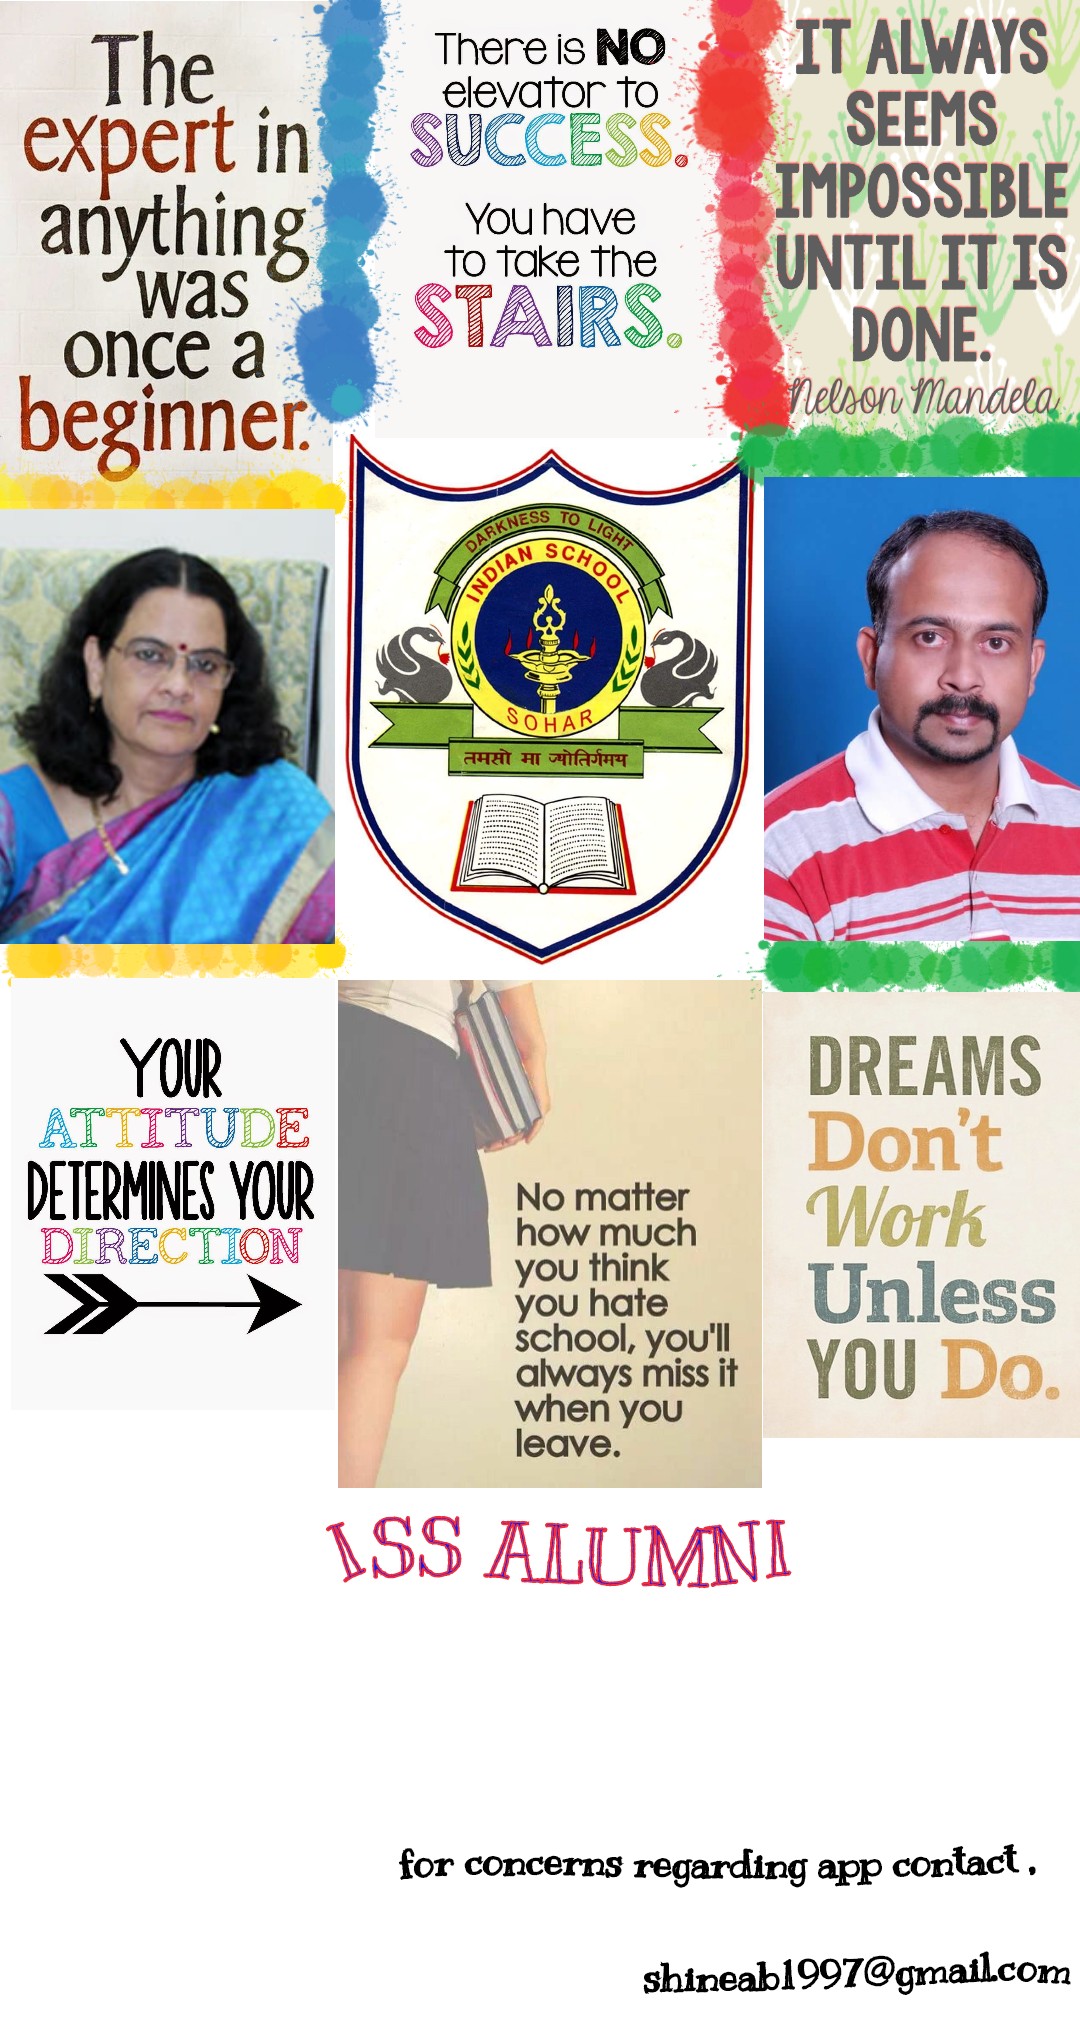 The
expert in
anything
was
once a
beginner.
There is NO
elevator to
SUCCESS.
You have
to take the
STAIRS.
IT ALWAYS
SEEMS
IMPOSSIBLE
UNTIL IT IS
DONE.
Nelson Mandela
DARKNESS TO LIGHT
INDIAN SCHOOL
SOHAR
तमसो मा ज्योतिर्गमय
YOUR
ATTITUDE
DETERMINES YOUR
DIRECTION
No matter
how much
you think
you hate
school, you'll
always miss it
when you
leave.
DREAMS
Don't
Work
Unless
YOU Do.
ISS ALUMNI
for concerns regarding app contact .
shineab1997@gmail.com